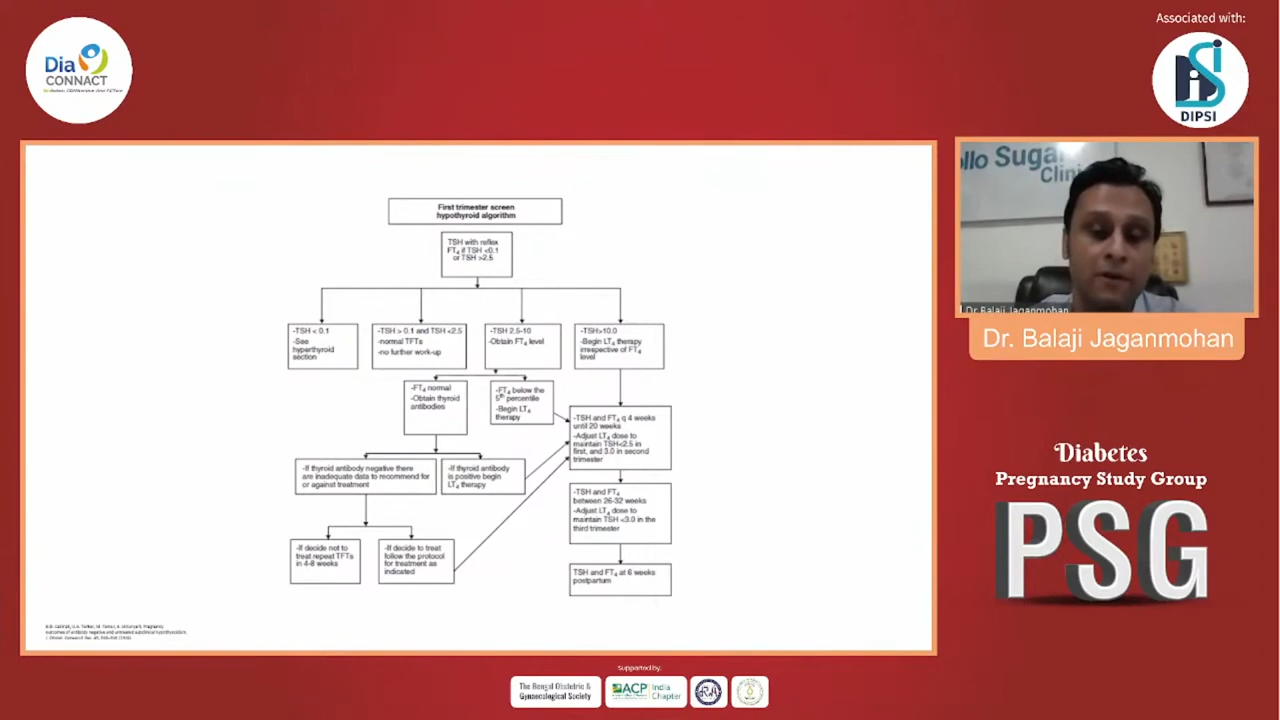 Associated with:
Dia
CONNACT
DIPSI
ollo Sugar
Clinic
Dr. Balaji Jaganmohan
Dr. Balaji Jaganmohan
First trimester screen
hypothyroid algorithm
TSH with reflex
FT4 if TSH <0.1
or TSH >2.5
-TSH < 0.1
-See
hyperthyroid
section
-TSH > 0.1 and TSH <2.5
-normal TFTs
-no further work-up
-TSH 2.5-10
-Obtain FT4 level
-TSH>10.0
-Begin LT4 therapy
irrespective of FT4
level
-FT4 normal
-Obtain thyroid
antibodies
-FT4 below the
5th percentile
-Begin LT4
therapy
-TSH and FT4 q 4 weeks
until 20 weeks
-Adjust LT4 dose to
maintain TSH<2.5 in
first, and 3.0 in second
trimester
-If thyroid antibody negative there
are inadequate data to recommend for
or against treatment
-If thyroid antibody
is positive begin
LT4 therapy
-TSH and FT4
between 26-32 weeks
-Adjust LT4 dose to
maintain TSH <3.0 in the
third trimester
-If decide not to
treat repeat TFTs
in 4-8 weeks
-If decide to treat
follow the protocol
for treatment as
indicated
TSH and FT4 at 6 weeks
postpartum
Diabetes
Pregnancy Study Group
PSG
Supported by:
The Bengal Obstetric &
Gynaecological Society
ACP India
Chapter